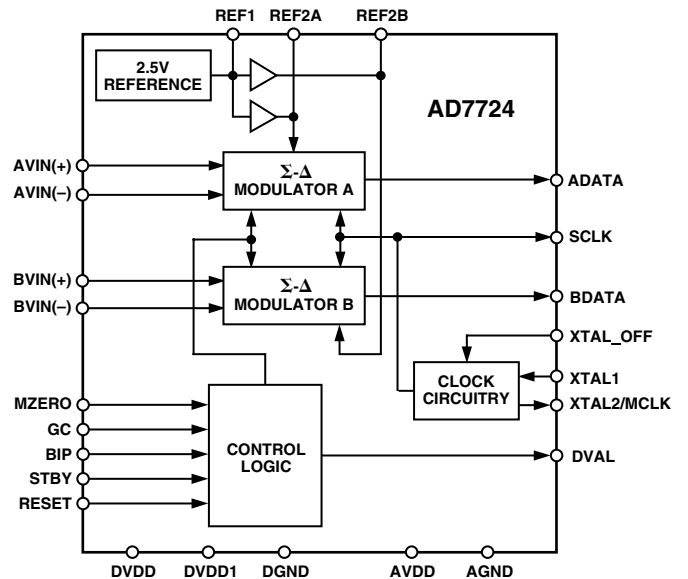 REF1 REF2A REF2B
2.5V
REFERENCE
AD7724
AVIN(+)
AVIN(–)
Σ-Δ
MODULATOR A
ADATA
SCLK
BVIN(+)
BVIN(–)
Σ-Δ
MODULATOR B
BDATA
XTAL_OFF
CLOCK
CIRCUITRY
XTAL1
XTAL2/MCLK
MZERO
GC
BIP
STBY
RESET
CONTROL
LOGIC
DVAL
DVDD DVDD1 DGND AVDD AGND